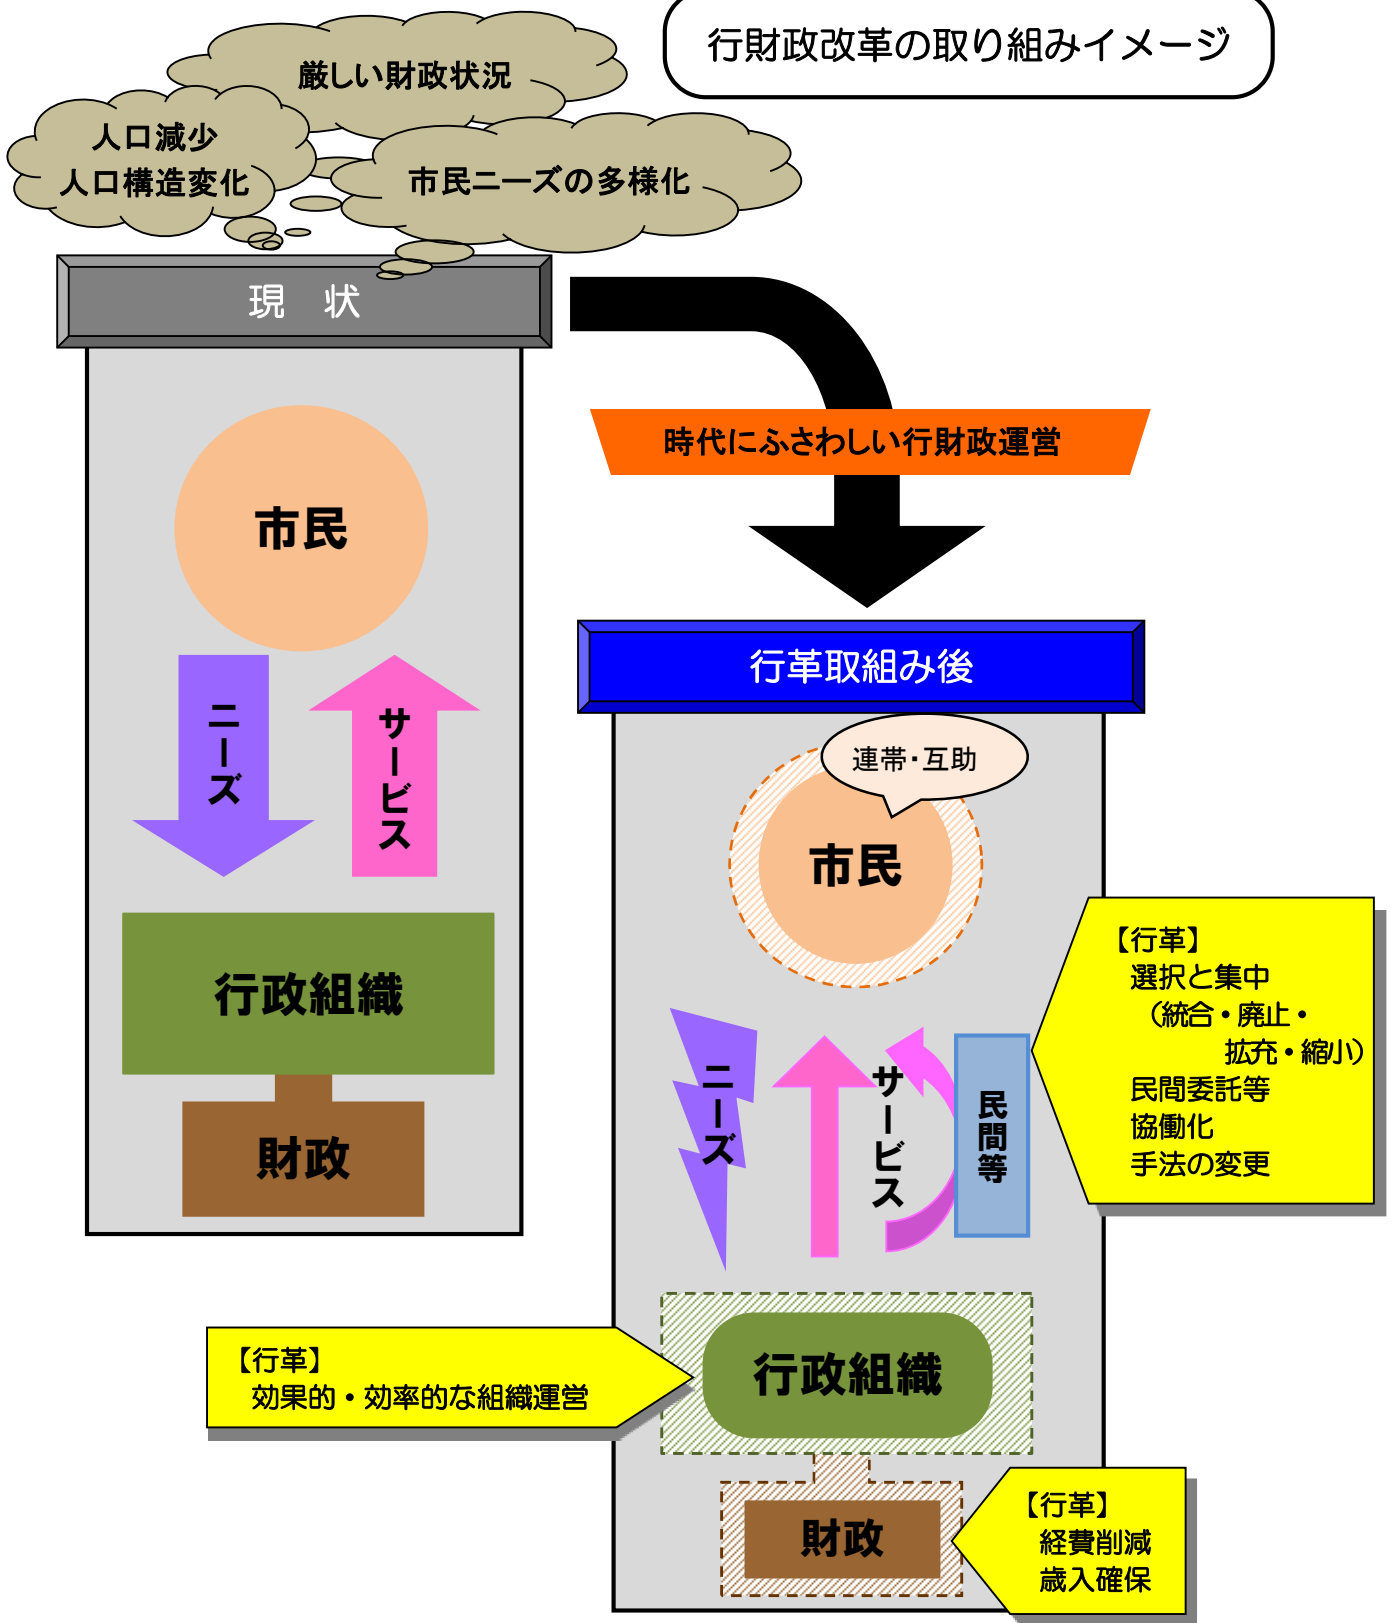 行財政改革の取り組みイメージ
厳しい財政状況
人口減少
人口構造変化
市民ニーズの多様化
現　状
時代にふさわしい行財政運営
市民
ニーズ
サービス
行政組織
財政
行革取組み後
連帯・互助
市民
ニーズ
サービス
民間等
【行革】
選択と集中
（統合・廃止・
拡充・縮小）
民間委託等
協働化
手法の変更
【行革】
効果的・効率的な組織運営
行政組織
財政
【行革】
経費削減
歳入確保